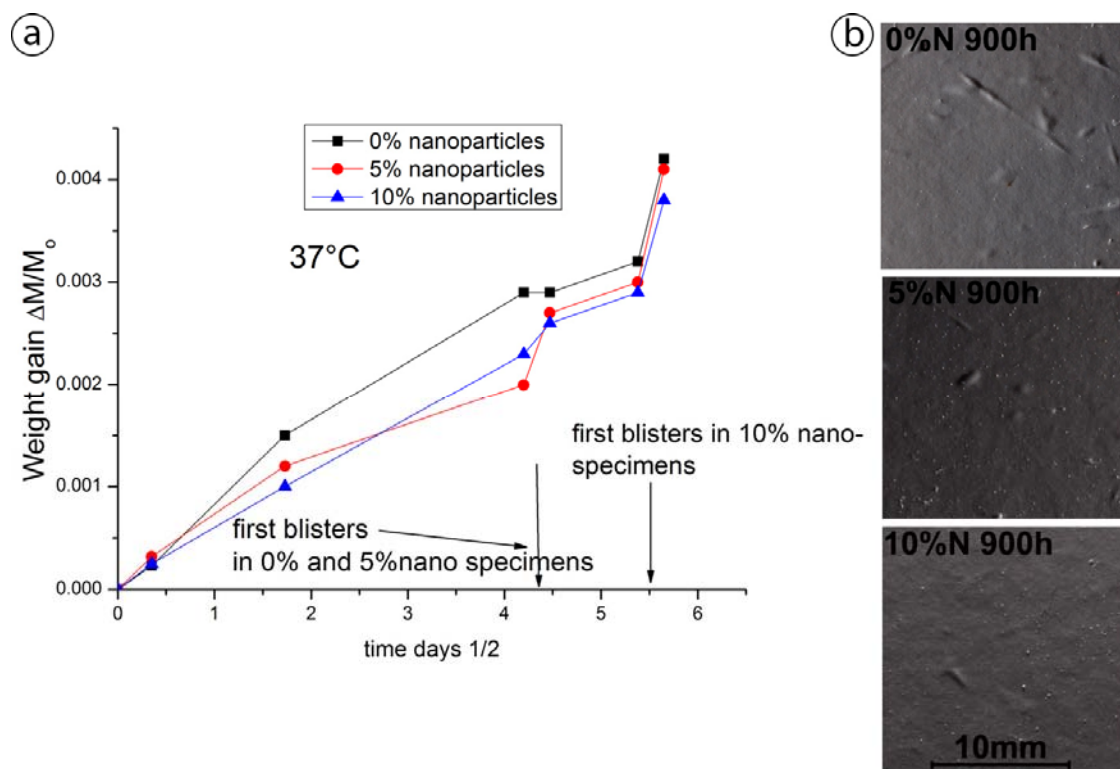 a
b
0%N 900h
0% nanoparticles
5% nanoparticles
10% nanoparticles
37°C
Weight gain ΔM/Mo
0.004
0.003
0.002
0.001
0.000
first blisters in 10% nano-
specimens
first blisters
in 0% and 5%nano specimens
0 1 2 3 4 5 6
time days 1/2
5%N 900h
10%N 900h
10mm